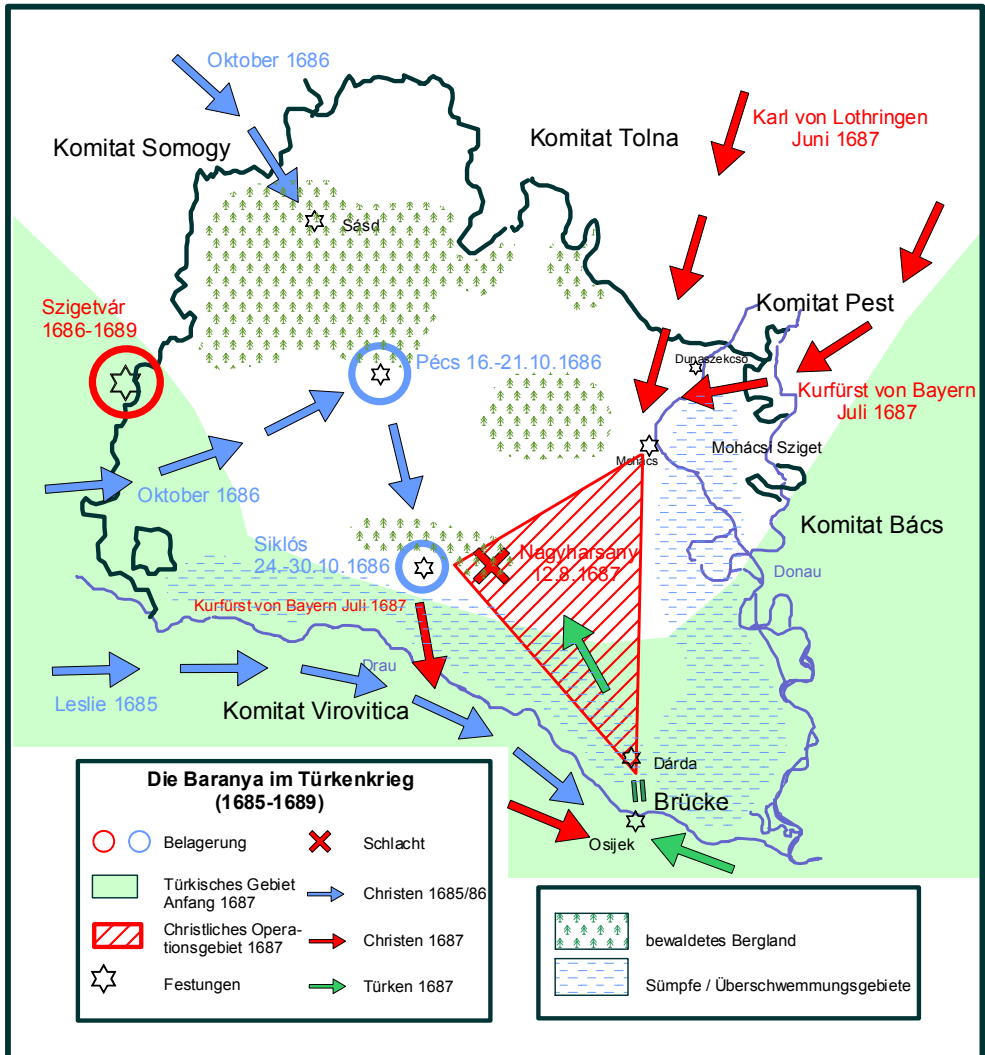 Oktober 1686
Komitat Somogy
Komitat Tolna
Karl von Lothringen
Juni 1687
Sásd
Szigetvár
1686-1689
Komitat Pest
Dunaszekcső
Pécs 16.-21.10.1686
Kurfürst von Bayern
Juli 1687
Mohács
Mohácsi Sziget
Oktober 1686
Komitat Bács
Siklós
24.-30.10.1686
Nagyharsány
12.8.1687
Donau
Kurfürst von Bayern Juli 1687
Drau
Leslie 1685
Komitat Virovitica
Dárda
Brücke
Osijek
Die Baranya im Türkenkrieg
(1685-1689)
Belagerung
Schlacht
Türkisches Gebiet
Anfang 1687
Christen 1685/86
Christliches Opera-
tionsgebiet 1687
Christen 1687
Festungen
Türken 1687
bewaldetes Bergland
Sümpfe / Überschwemmungsgebiete